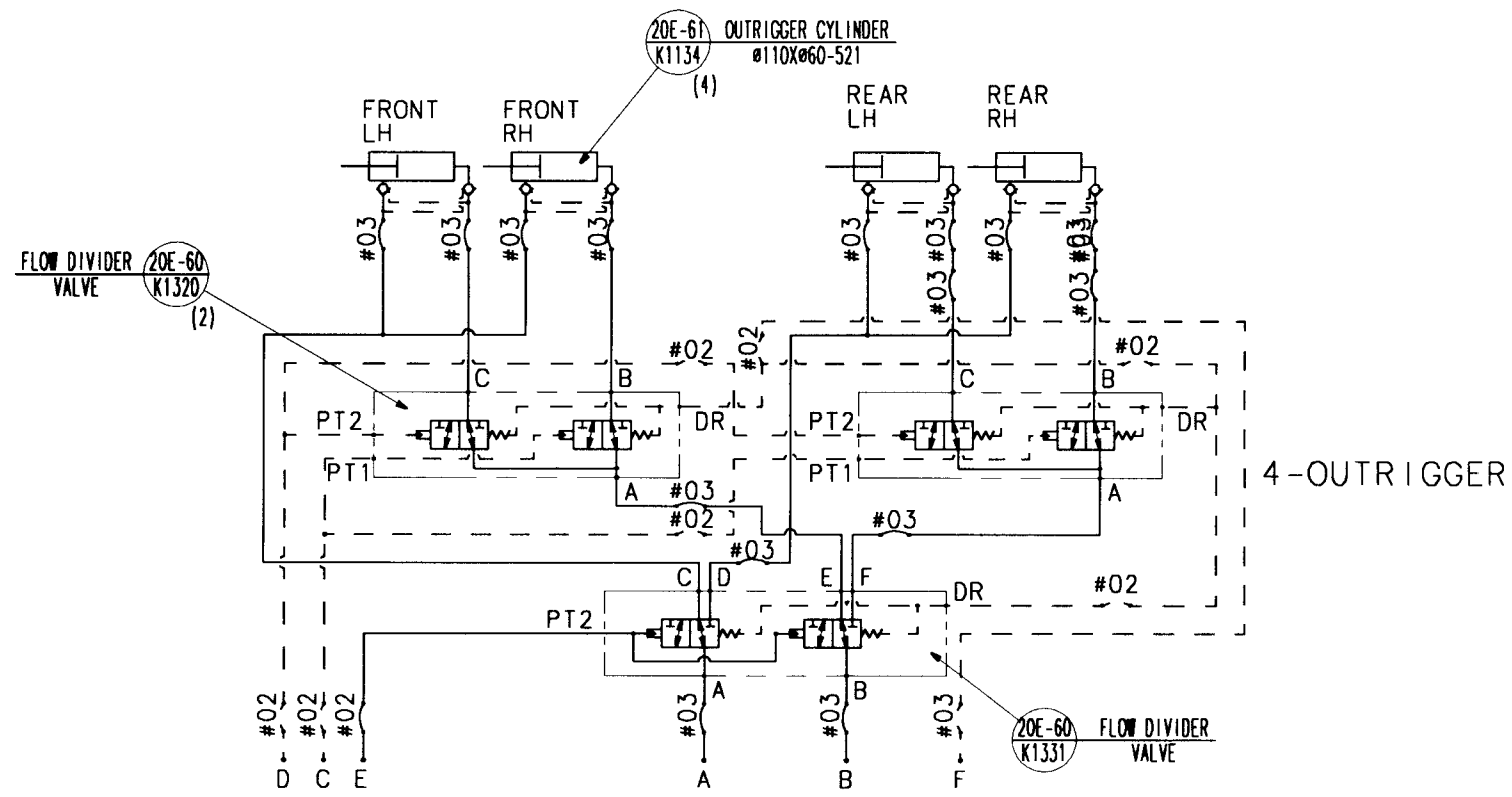 20E-61 OUTRIGGER CYLINDER
K1134 ø110Xø60-521
(4)
FRONT LH
FRONT RH
REAR LH
REAR RH
#03 #03 #03 #03 #03 #03 #03 #03
#03
#03 #03
FLOW DIVIDER 20E-60
VALVE K1320
(2)
#02 #02 #02
C B C B
PT2 DR PT2 DR
PT1 PT1
A A
#03
#02 #03
#03
4-OUTRIGGER
C D E F
DR #02
PT2
A B
#02 #02 #02 #03 #03 #03
20E-60 FLOW DIVIDER
K1331 VALVE
D C E A B F